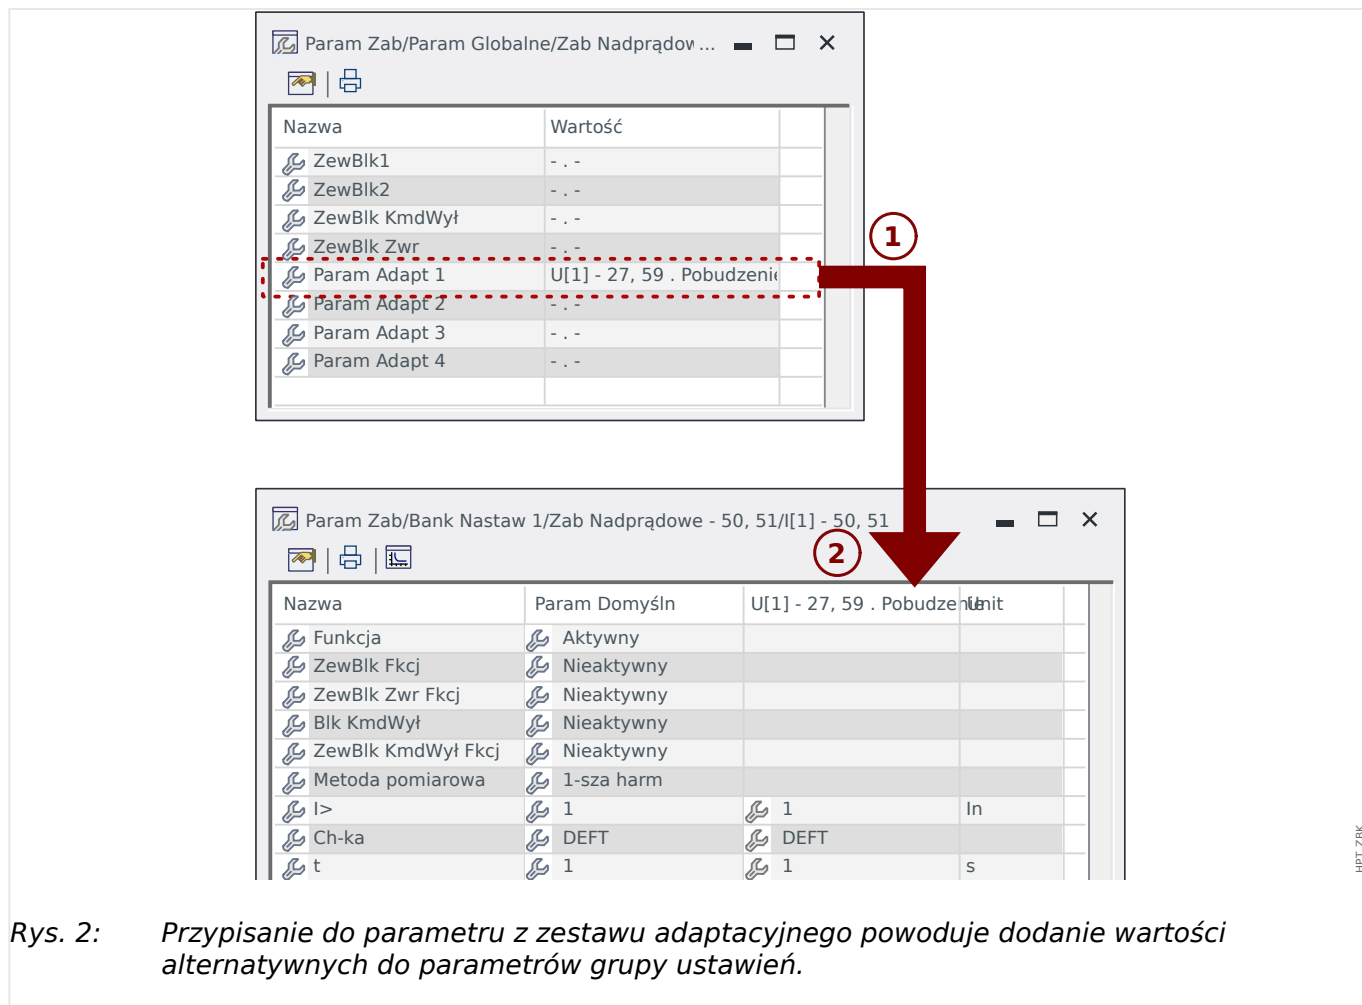 Param Zab/Param Globalne/Zab Nadprądow ...
Nazwa Wartość
ZewBlk1 - . -
ZewBlk2 - . -
ZewBlk KmdWył - . -
ZewBlk Zwr - . -
Param Adapt 1 U[1] - 27, 59 . Pobudzenie
Param Adapt 2 - . -
Param Adapt 3 - . -
Param Adapt 4 - . -
1
Param Zab/Bank Nastaw 1/Zab Nadprądowe - 50, 51/I[1] - 50, 51
2
Nazwa Param Domyśln U[1] - 27, 59 . Pobudzenie Unit
Funkcja Aktywny
ZewBlk Fkcj Nieaktywny
ZewBlk Zwr Fkcj Nieaktywny
Blk KmdWył Nieaktywny
ZewBlk KmdWył Fkcj Nieaktywny
Metoda pomiarowa 1-sza harm
I> 1 1 In
Ch-ka DEFT DEFT
t 1 1 s
HPT_ZBK
Rys. 2: Przypisanie do parametru z zestawu adaptacyjnego powoduje dodanie wartości
alternatywnych do parametrów grupy ustawień.